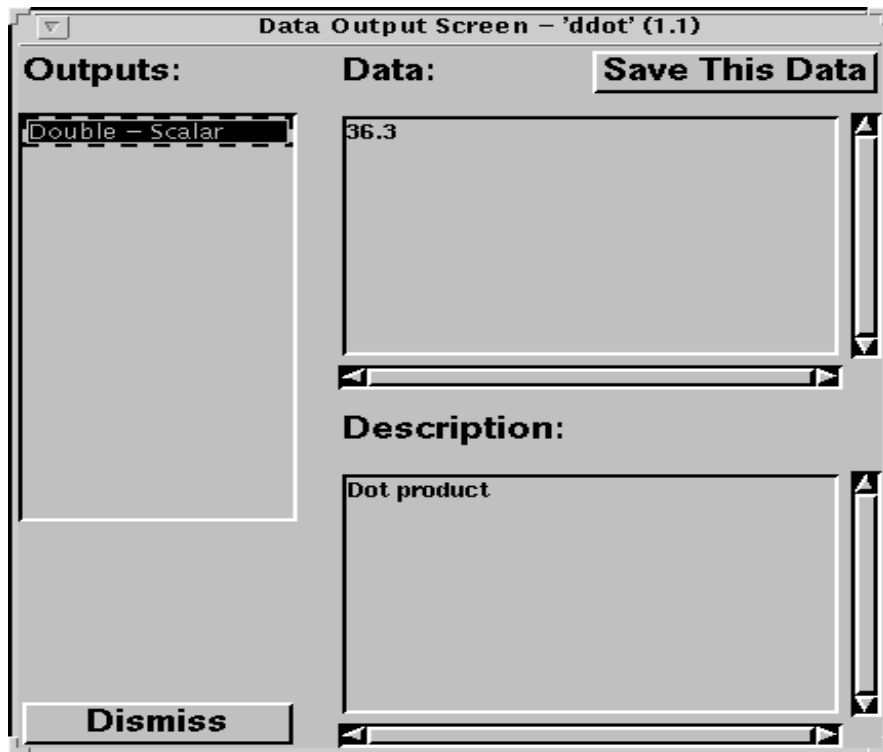 Data Output Screen – 'ddot' (1.1)
Outputs:
Data:
Save This Data
Double – Scalar
36.3
Description:
Dot product
Dismiss